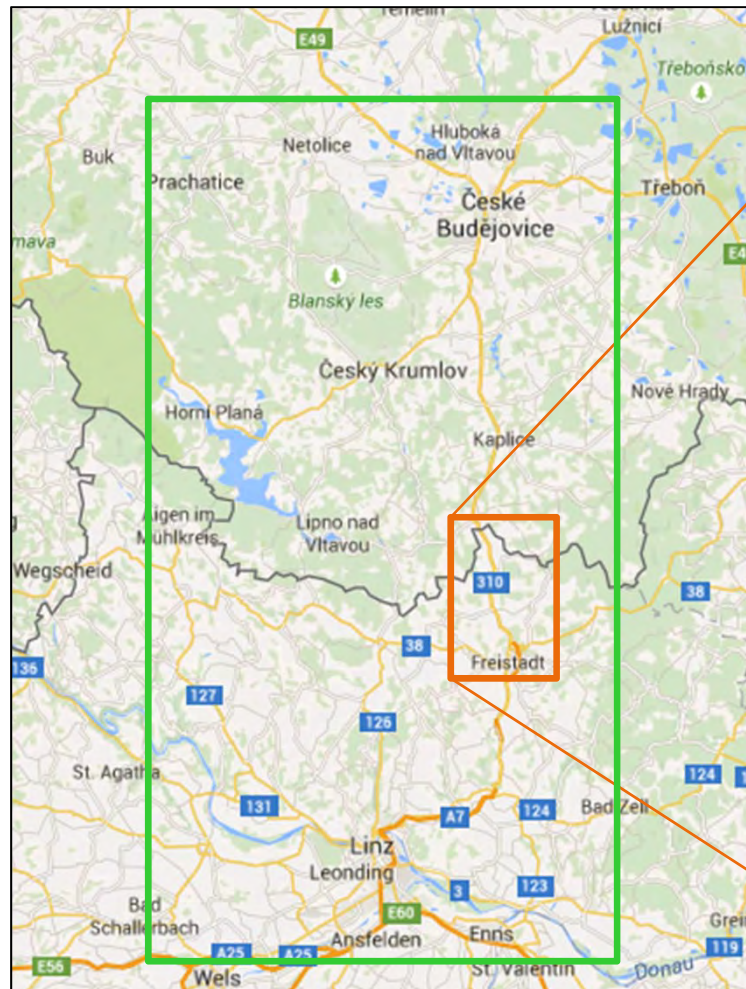 Lužnicí
E49
Třeboňsko
Hluboká
nad Vltavou
Netolice
Buk
Prachatice
Třeboň
České
Budějovice
mava
E4
Blanský les
Český Krumlov
Nové Hrady
Horní Planá
Kaplice
Aigen im
Mühlkreis
Lipno nad
Vltavou
Wegscheid
310
38
38
Freistadt
136
127
126
St. Agatha
124
131
124
Bad Zell
A7
Linz
Leonding
3
123
Bad
Schallerbach
E60
Grein
Ansfelden
Enns
119
A25
A25
E56
Wels
St. Valentin
Donau